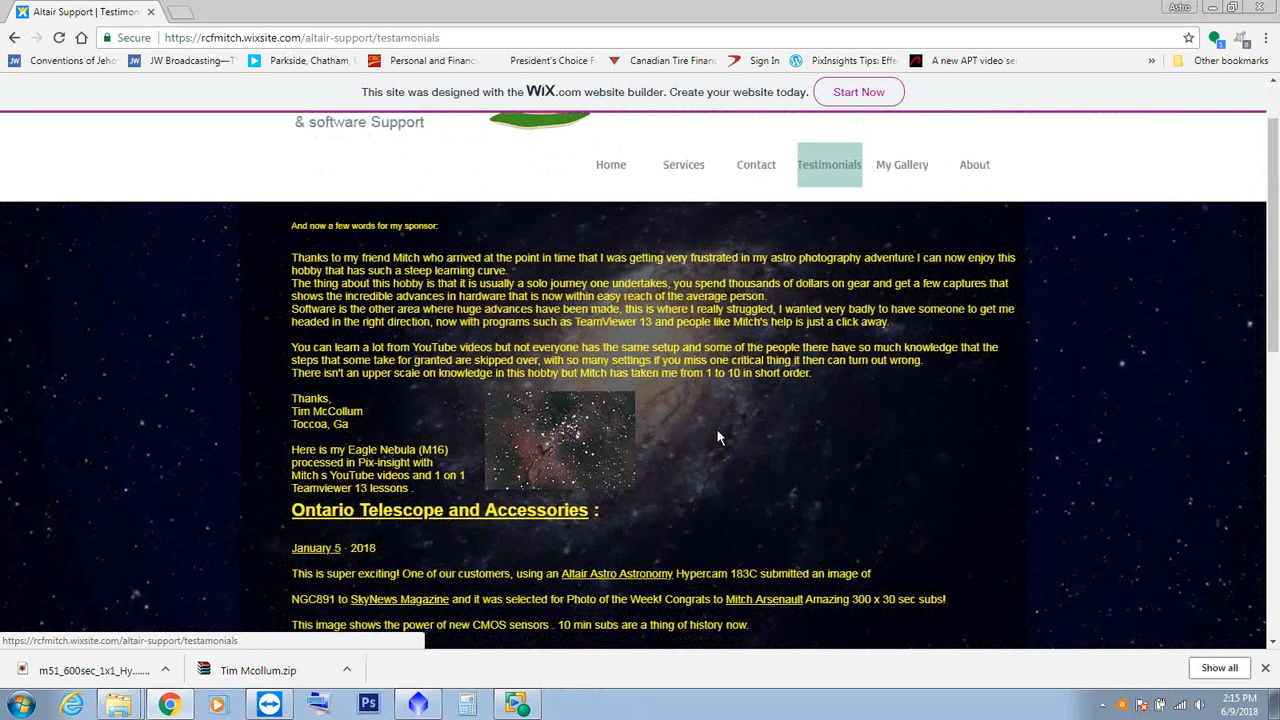 Altair Support | Testimoni
Astro
Secure
https://rcfmitch.wixsite.com/altair-support/testamonials
Conventions of Jeho
JW Broadcasting—T
Parkside, Chatham,
Personal and Financ
President's Choice F
Canadian Tire Financ
Sign In
PixInsights Tips: Effe
A new APT video ser
Other bookmarks
This site was designed with the WiX.com website builder. Create your website today.
Start Now
& software Support
Home
Services
Contact
Testimonials
My Gallery
About
And now a few words for my sponsor:
Thanks to my friend Mitch who arrived at the point in time that I was getting very frustrated in my astro photography adventure I can now enjoy this
hobby that has such a steep learning curve.
The thing about this hobby is that it is usually a solo journey one undertakes, you spend thousands of dollars on gear and get a few captures that
shows the incredible advances in hardware that is now within easy reach of the average person.
Software is the other area where huge advances have been made, this is where I really struggled, I wanted very badly to have someone to get me
headed in the right direction, now with programs such as TeamViewer 13 and people like Mitch's help is just a click away.
You can learn a lot from YouTube videos but not everyone has the same setup and some of the people there have so much knowledge that the
steps that some take for granted are skipped over, with so many settings if you miss one critical thing it then can turn out wrong.
There isn't an upper scale on knowledge in this hobby but Mitch has taken me from 1 to 10 in short order.
Thanks,
Tim McCollum
Toccoa, Ga
Here is my Eagle Nebula (M16)
processed in Pix-insight with
Mitch s YouTube videos and 1 on 1
Teamviewer 13 lessons .
Ontario Telescope and Accessories :
January 5 · 2018
This is super exciting! One of our customers, using an Altair Astro Astronomy Hypercam 183C submitted an image of
NGC891 to SkyNews Magazine and it was selected for Photo of the Week! Congrats to Mitch Arsenault Amazing 300 x 30 sec subs!
This image shows the power of new CMOS sensors . 10 min subs are a thing of history now.
https://rcfmitch.wixsite.com/altair-support/testamonials
m51_600sec_1x1_Hy....
Tim Mcollum.zip
Show all
2:15 PM
6/9/2018